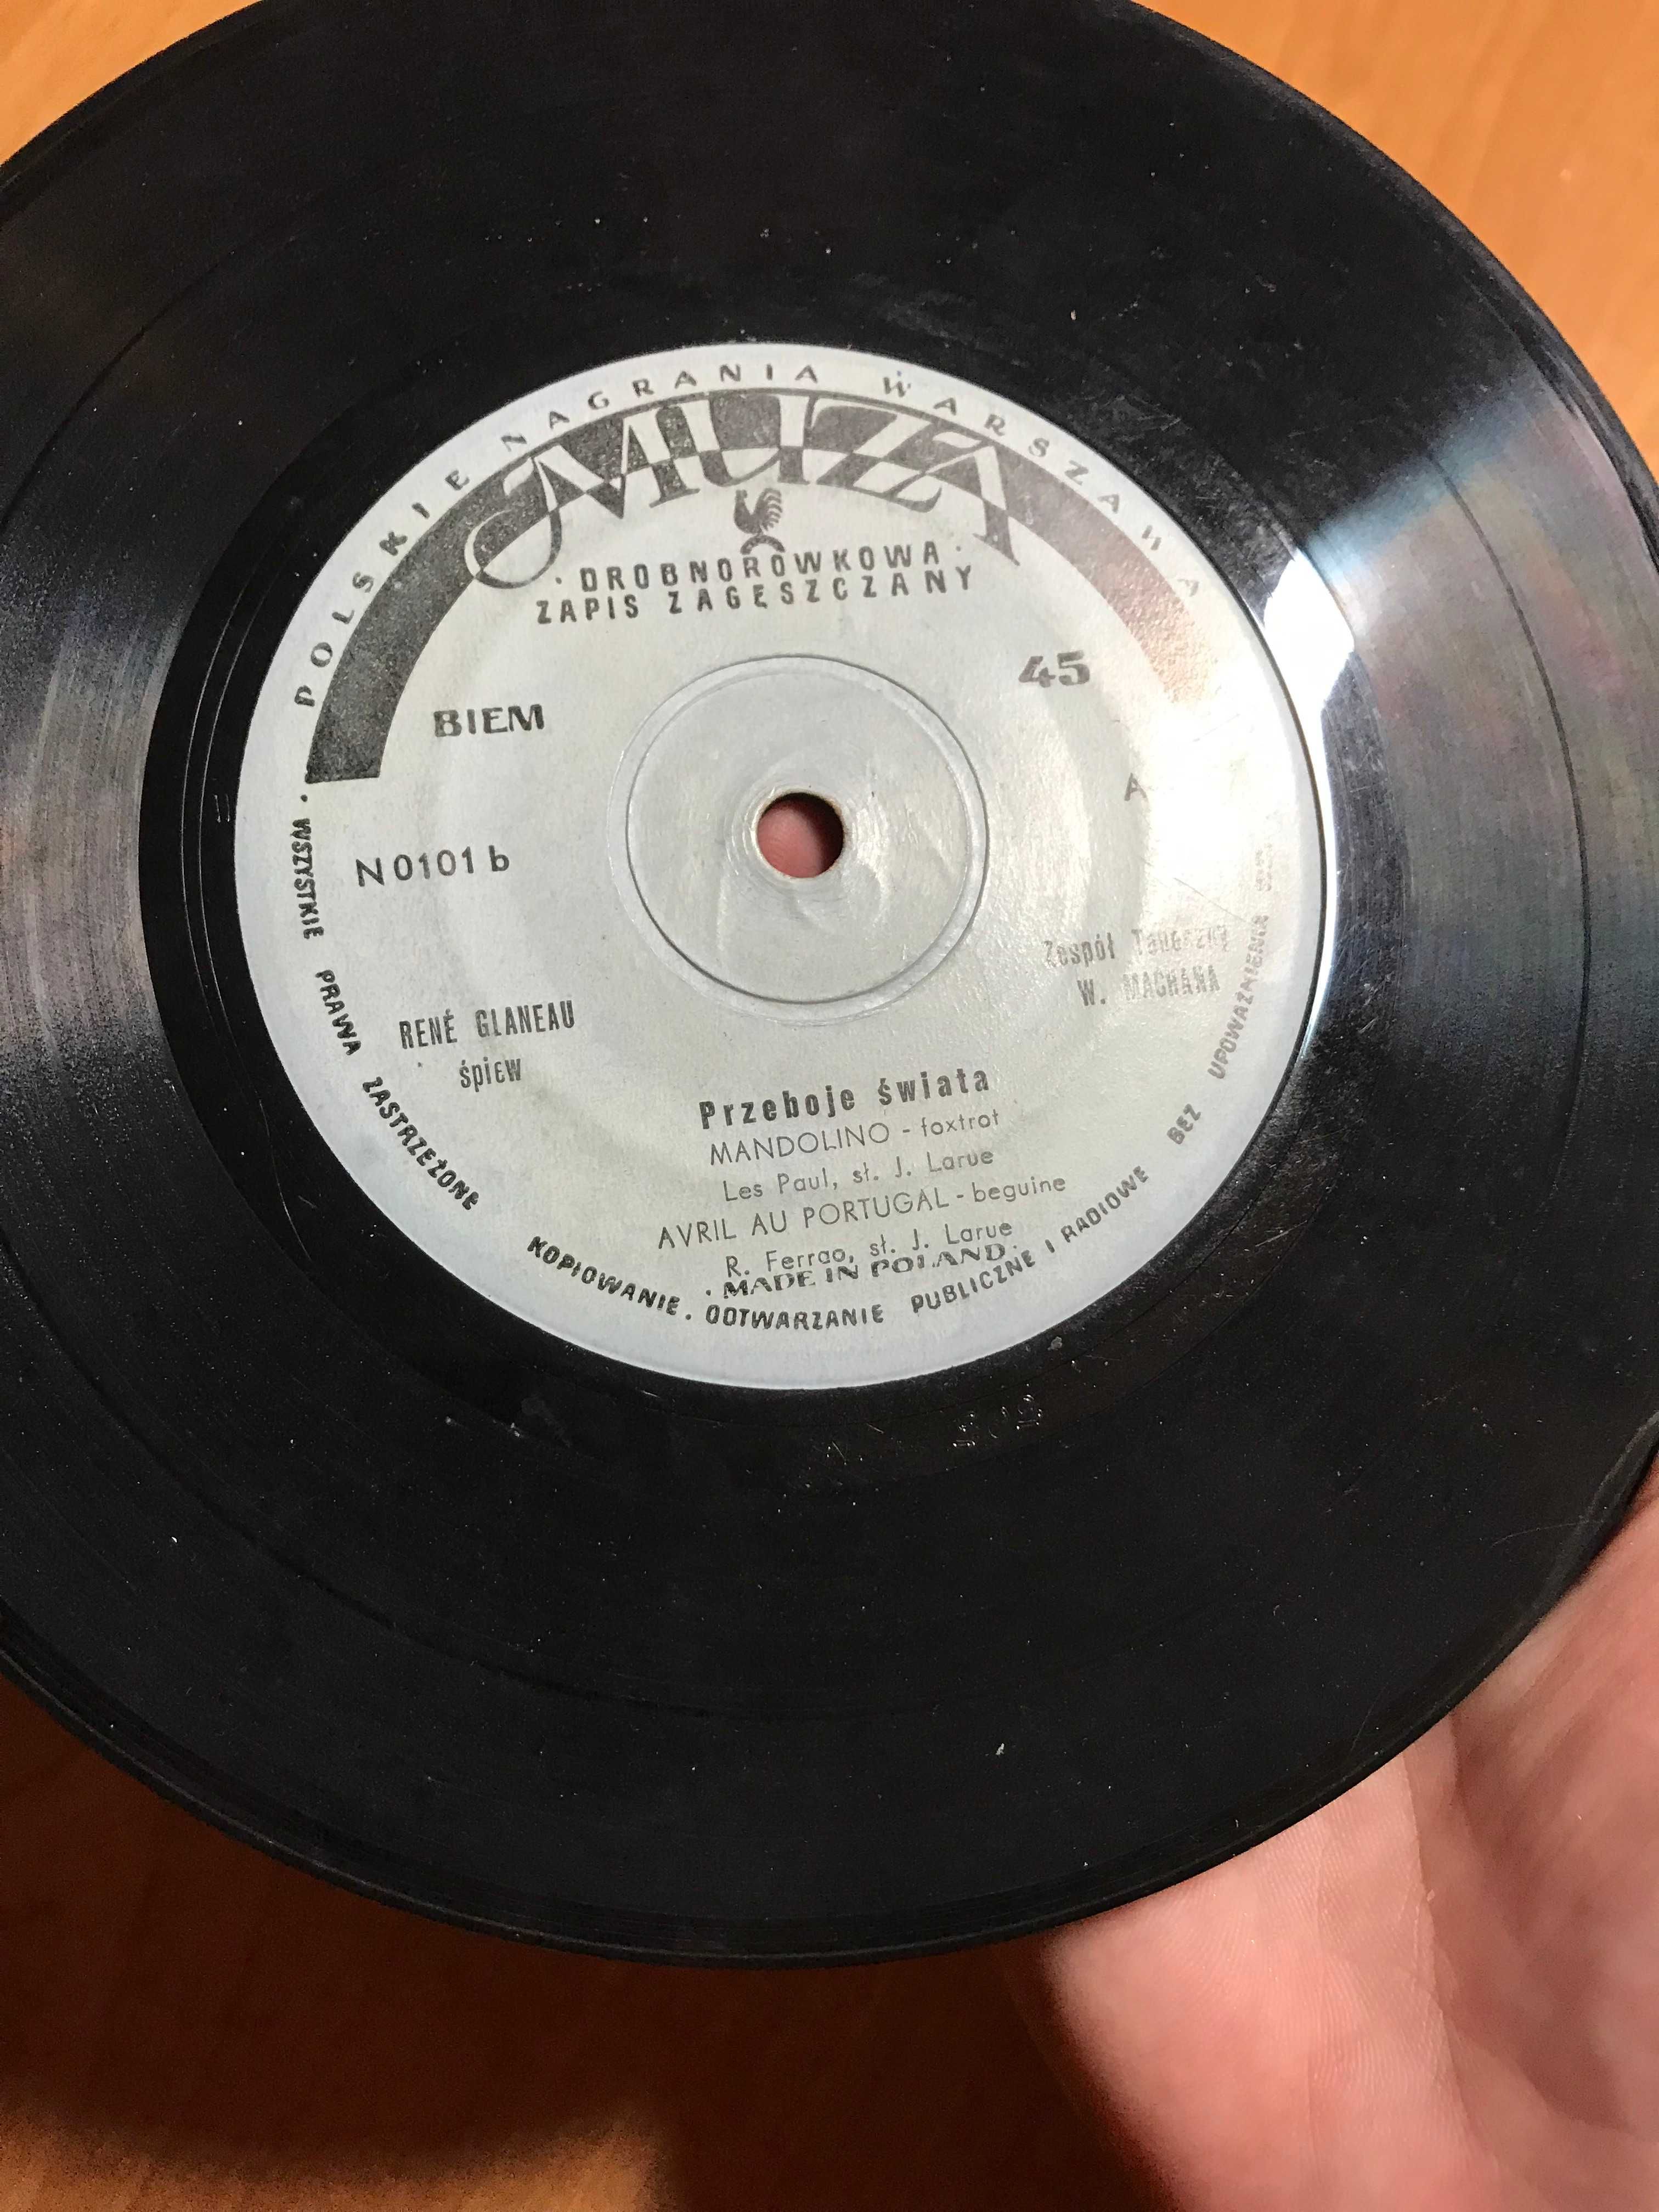 POLSKIE NAGRANIA WARSZAWA
MUZA
· DROBNOROWKOWA ·
ZAPIS ZAGĘSZCZANY
45
BIEM
A
N0101 b
Zespół Taneczny
W. MACHANA
RENÉ GLANEAU
śpiew
Przeboje świata
MANDOLINO - foxtrot
Les Paul, sł. J. Larue
AVRIL AU PORTUGAL - beguine
R. Ferrao, sł. J. Larue
· MADE IN POLAND ·
· WSZYSTKIE PRAWA ZASTRZEŻONE KOPIOWANIE . ODTWARZANIE PUBLICZNE I RADIOWE BEZ UPOWAŻNIENIA